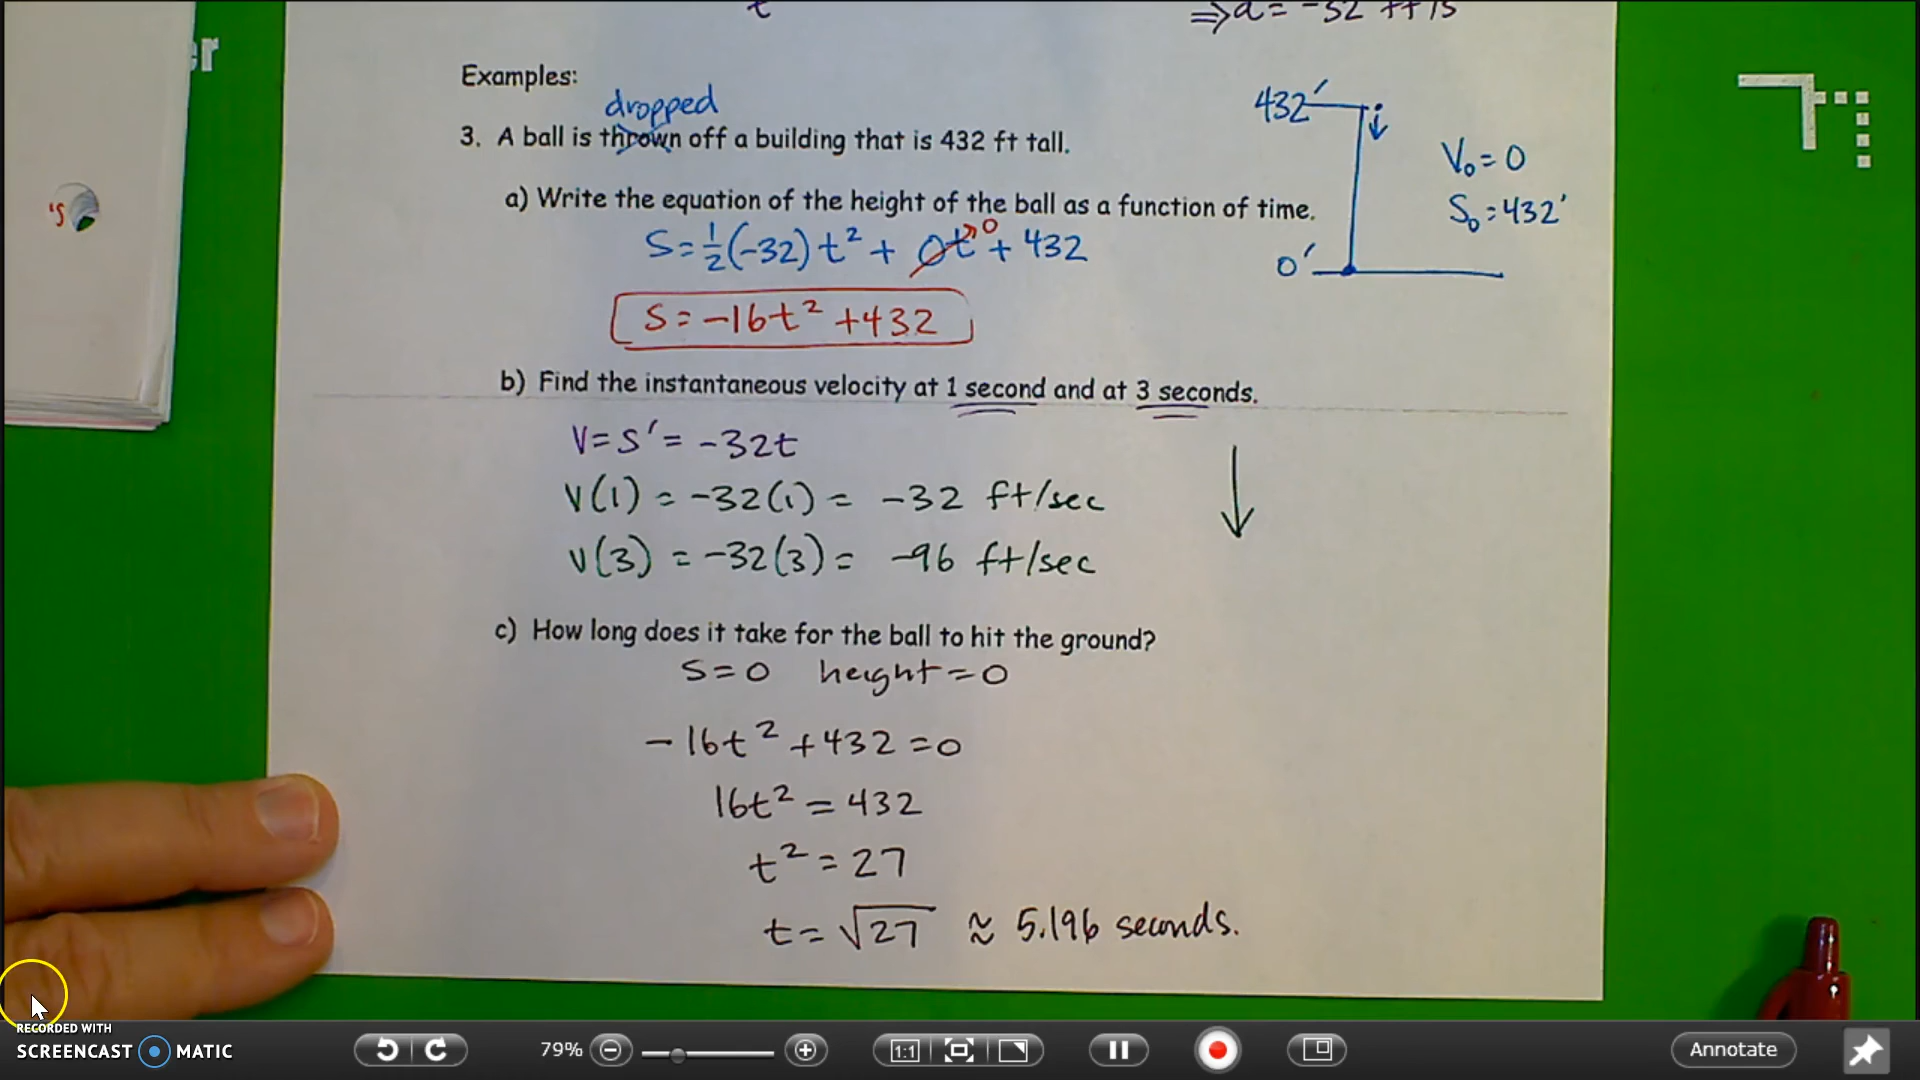 t
⇒a = -32 ft/s
er
Examples:
dropped
3. A ball is thrown off a building that is 432 ft tall.
432'
V₀ = 0
S₀ = 432'
0'
's
a) Write the equation of the height of the ball as a function of time.
S = 1/2(-32)t² + 0t→0 + 432
S = -16t² + 432
b) Find the instantaneous velocity at 1 second and at 3 seconds.
V = S' = -32t
V(1) = -32(1) = -32 ft/sec
V(3) = -32(3) = -96 ft/sec
c) How long does it take for the ball to hit the ground?
S = 0 height = 0
-16t² + 432 = 0
16t² = 432
t² = 27
t = √27 ≈ 5.196 seconds.
RECORDED WITH
SCREENCAST MATIC
79%
1:1
Annotate